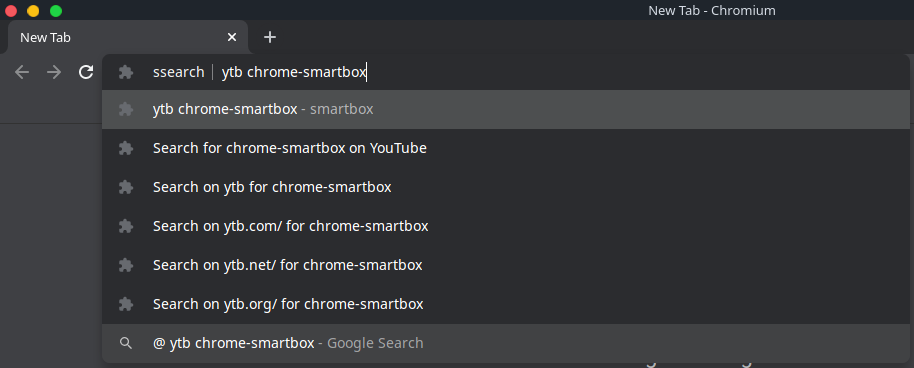 New Tab - Chromium
New Tab
ssearch | ytb chrome-smartbox
ytb chrome-smartbox - smartbox
Search for chrome-smartbox on YouTube
Search on ytb for chrome-smartbox
Search on ytb.com/ for chrome-smartbox
Search on ytb.net/ for chrome-smartbox
Search on ytb.org/ for chrome-smartbox
@ ytb chrome-smartbox - Google Search